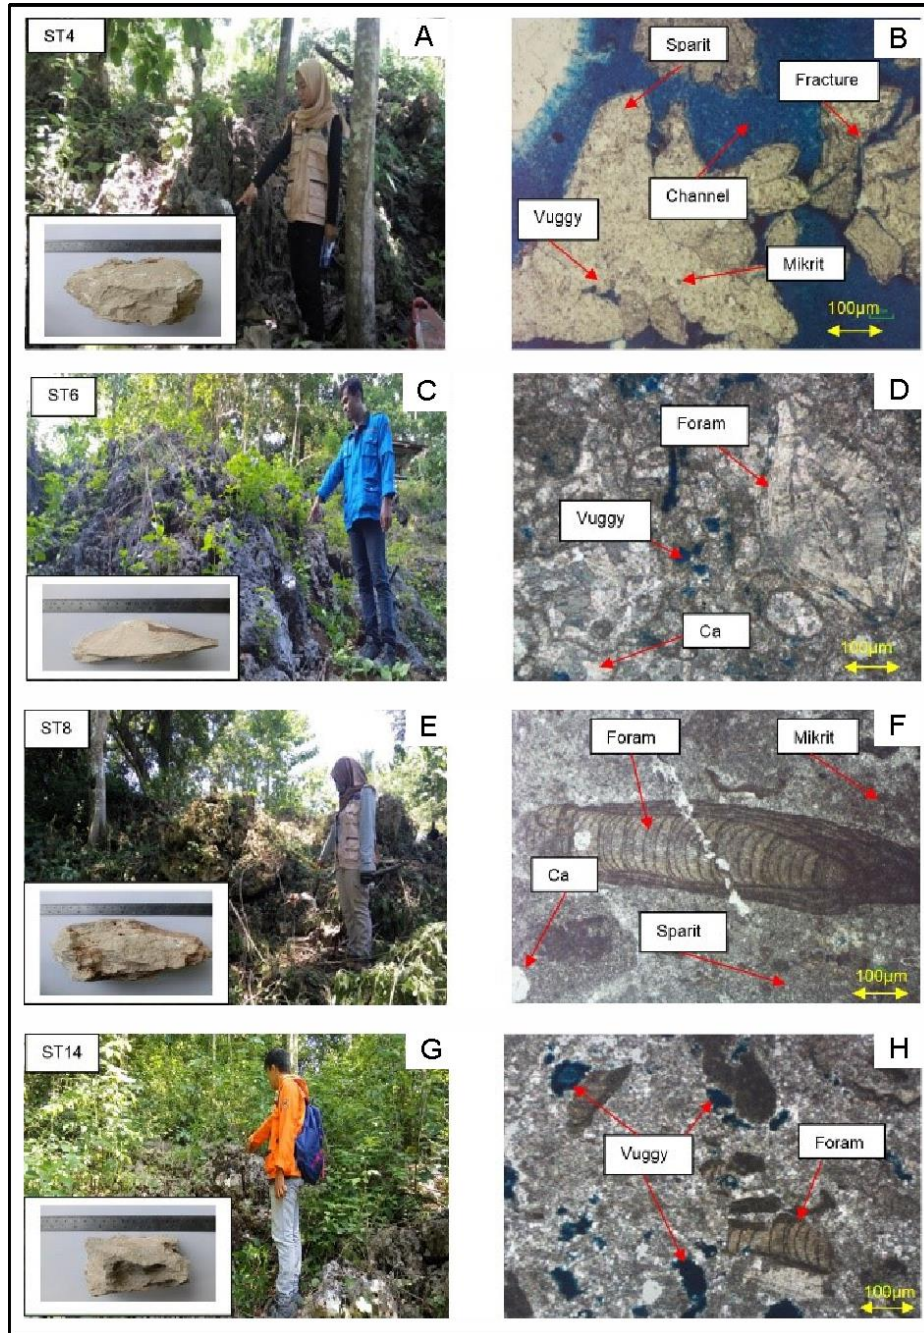 ST4
A
B
Sparit
Fracture
Channel
Vuggy
Mikrit
100µm
ST6
C
D
Foram
Vuggy
Ca
100µm
ST8
E
F
Foram
Mikrit
Ca
Sparit
100µm
ST14
G
H
Vuggy
Foram
100µm